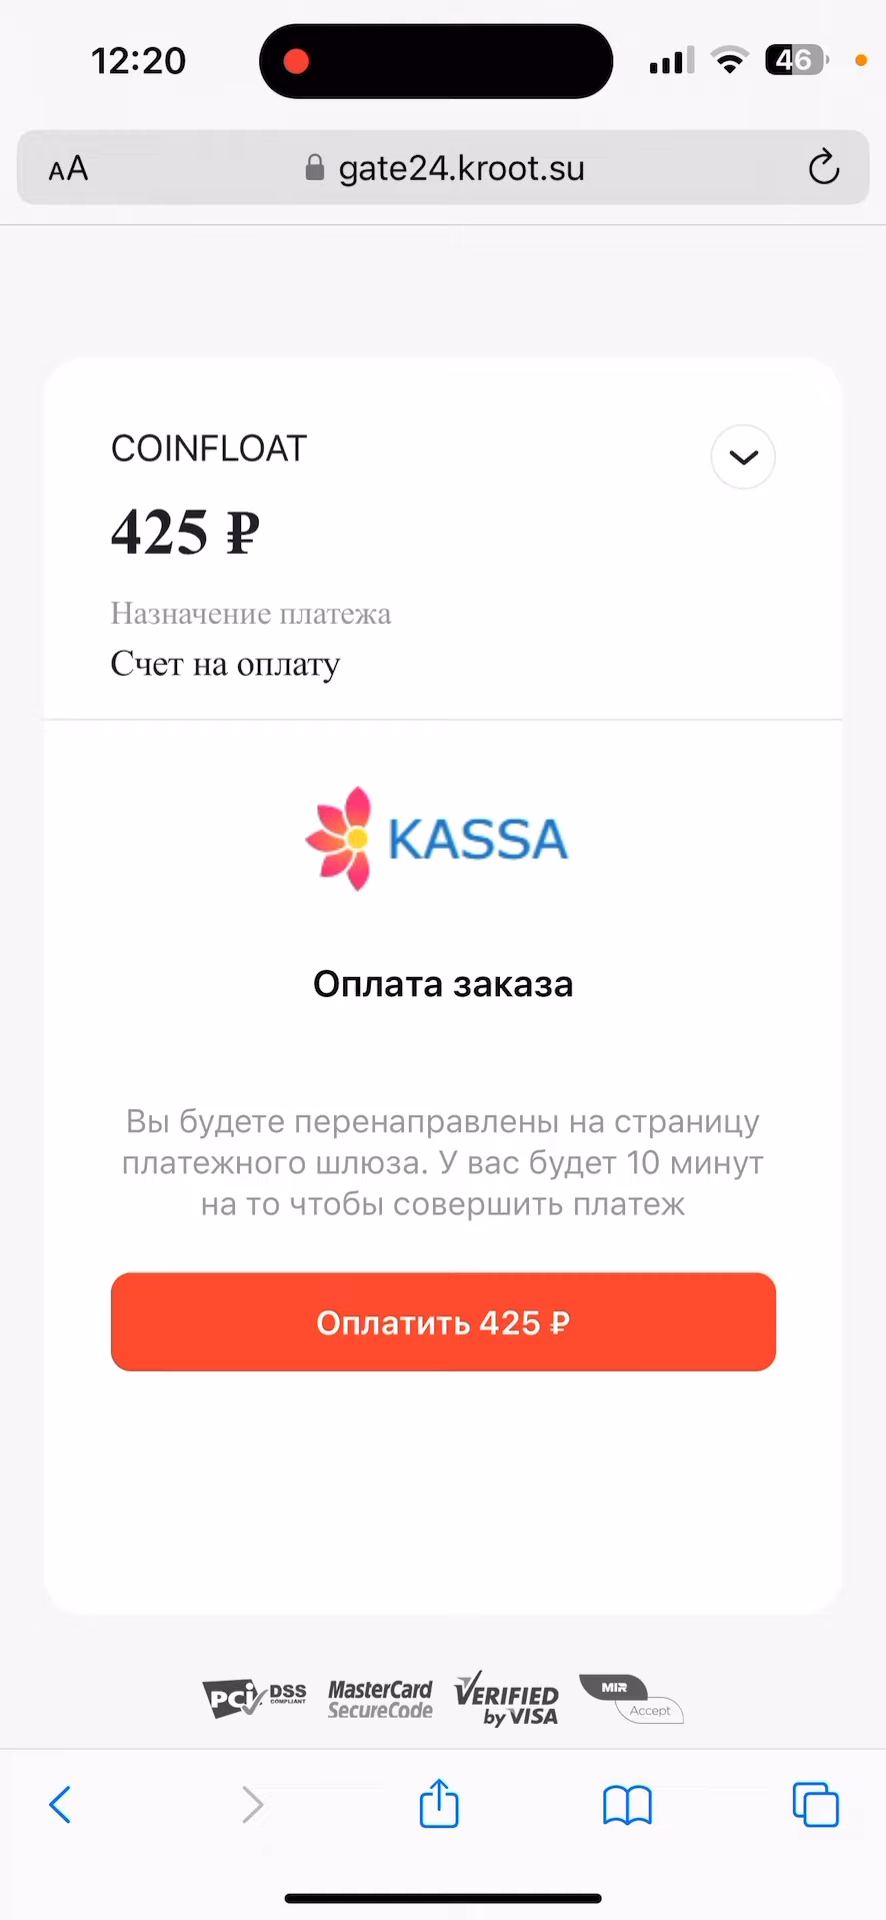 12:20
46
AA
gate24.kroot.su
COINFLOAT
425 ₽
Назначение платежа
Счет на оплату
KASSA
Оплата заказа
Вы будете перенаправлены на страницу
платежного шлюза. У вас будет 10 минут
на то чтобы совершить платеж
Оплатить 425 ₽
PCI DSS COMPLIANT
MasterCard SecureCode
VERIFIED by VISA
MIR Accept